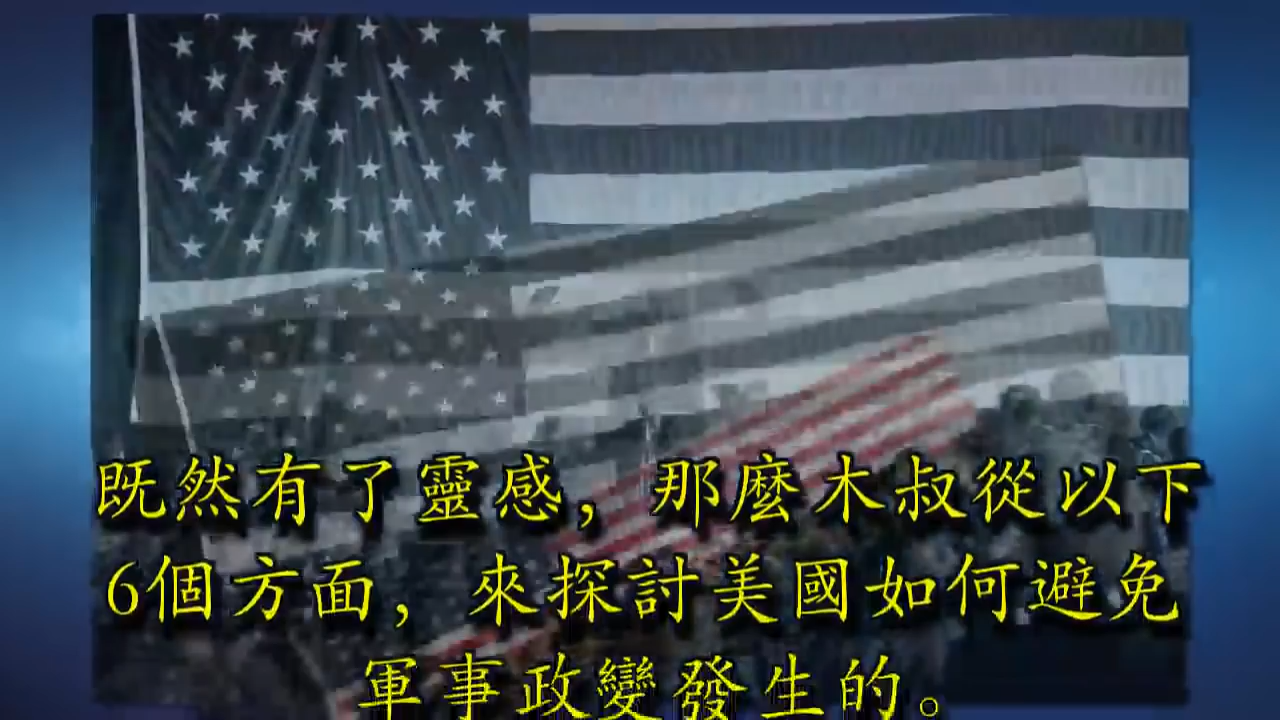 既然有了靈感，那麼木叔從以下
6個方面，來探討美國如何避免
軍事政變發生的。